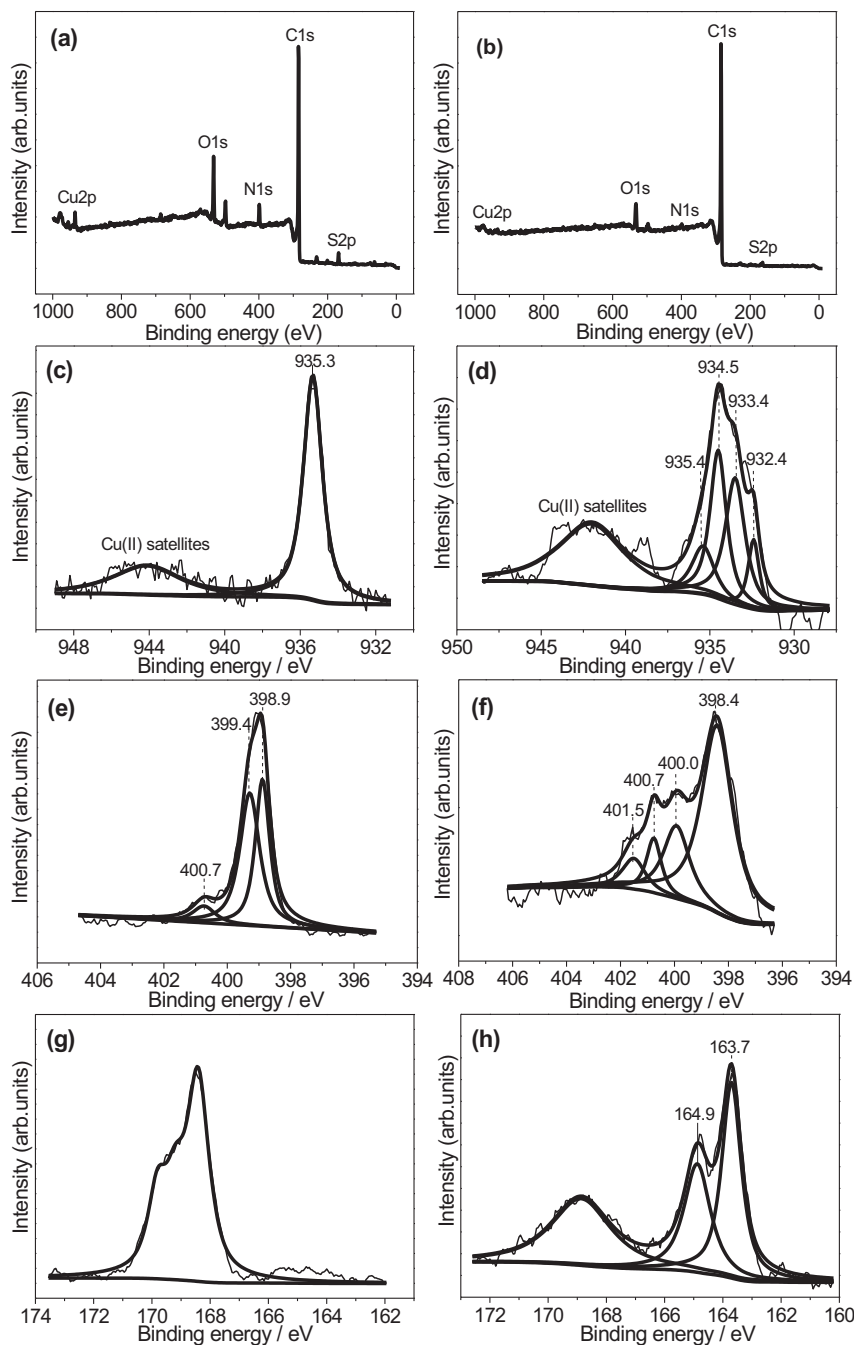 (a)
C1s
O1s
N1s
Cu2p
S2p
Intensity (arb.units)
1000 800 600 400 200 0
Binding energy (eV)
(b)
C1s
O1s
N1s
Cu2p
S2p
Intensity (arb.units)
1000 800 600 400 200 0
Binding energy (eV)
(c)
935.3
Cu(II) satellites
Intensity (arb.units)
948 944 940 936 932
Binding energy / eV
(d)
934.5
933.4
935.4
932.4
Cu(II) satellites
Intensity (arb.units)
950 945 940 935 930
Binding energy / eV
(e)
398.9
399.4
400.7
Intensity (arb.units)
406 404 402 400 398 396 394
Binding energy / eV
(f)
398.4
400.0
400.7
401.5
Intensity (arb.units)
408 406 404 402 400 398 396 394
Binding energy / eV
(g)
Intensity (arb.units)
174 172 170 168 166 164 162
Binding energy / eV
(h)
163.7
164.9
Intensity (arb.units)
172 170 168 166 164 162 160
Binding energy / eV